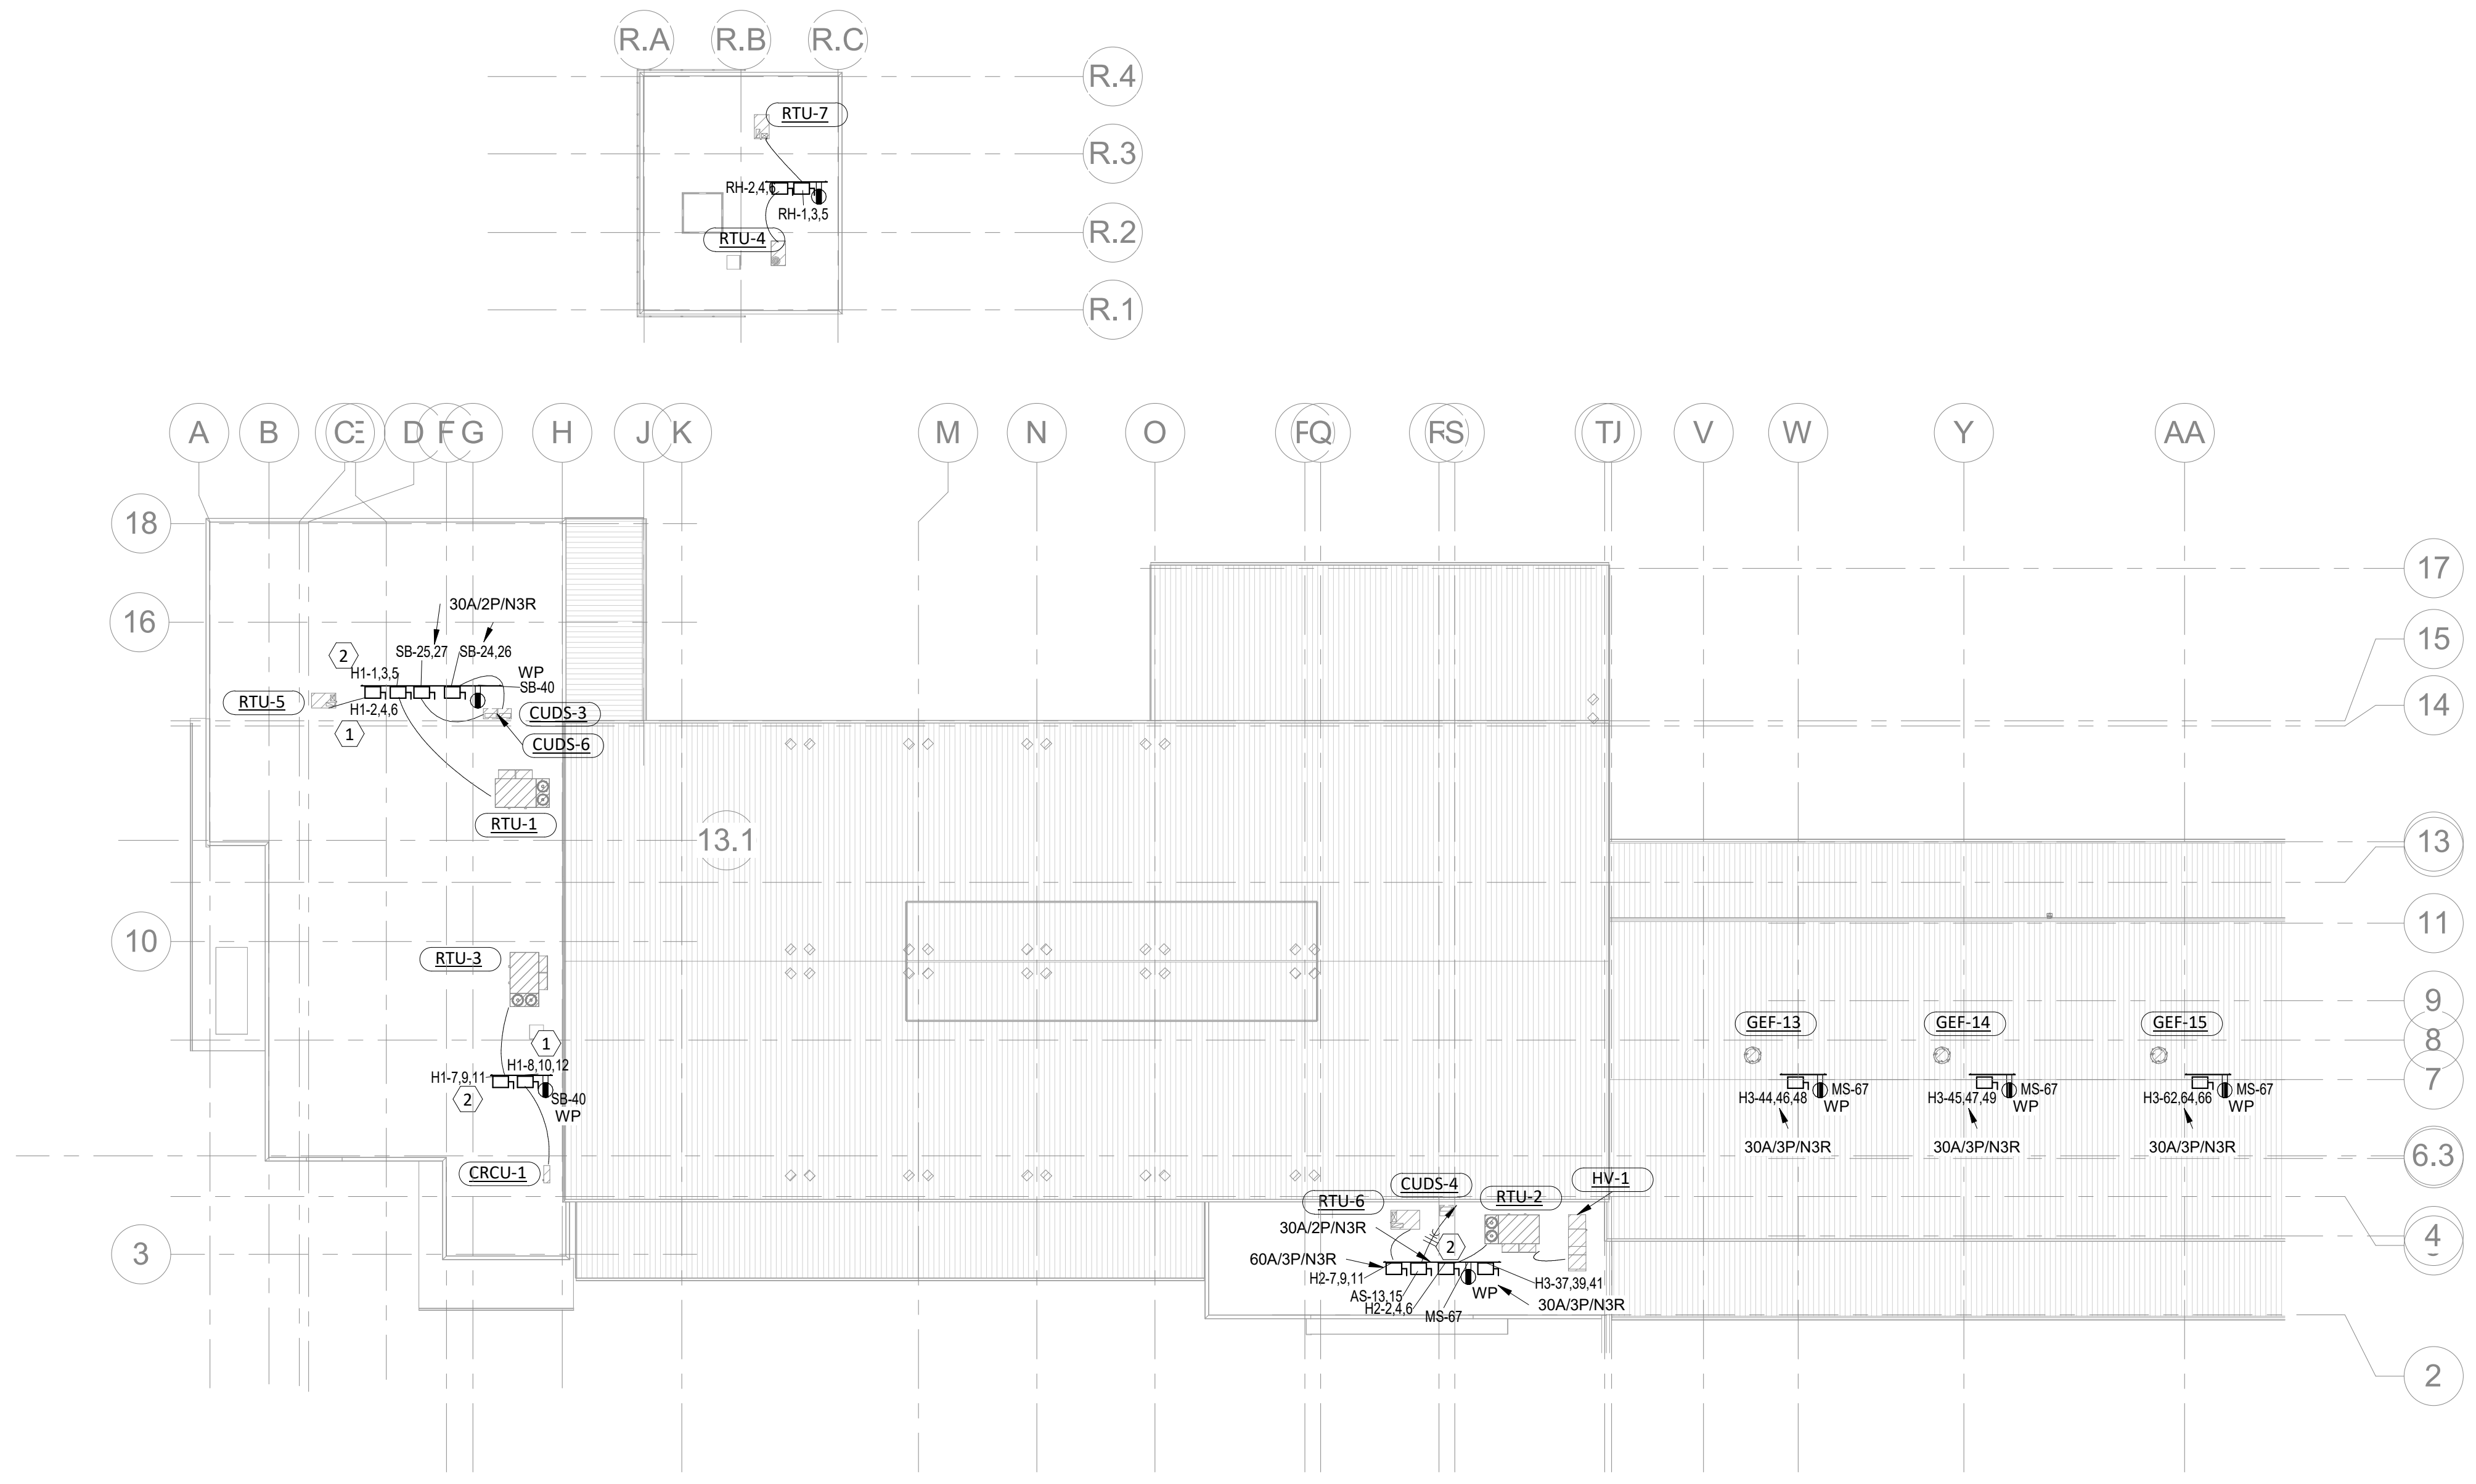 R.A
R.B
R.C
R.4
RTU-7
R.3
RH-2,4,6
RH-1,3,5
R.2
RTU-4
R.1
A
B
C
E
D
F
G
H
J
K
M
N
O
Q
S
V
W
Y
AA
18
17
30A/2P/N3R
16
15
2
SB-25,27
SB-24,26
H1-1,3,5
WP
SB-40
RTU-5
H1-2,4,6
14
CUDS-3
1
CUDS-6
RTU-1
13.1
13
11
10
RTU-3
9
GEF-13
GEF-14
GEF-15
1
8
H1-8,10,12
H1-7,9,11
7
2
SB-40
WP
MS-67
MS-67
MS-67
H3-44,46,48
WP
H3-45,47,49
WP
H3-62,64,66
WP
30A/3P/N3R
30A/3P/N3R
30A/3P/N3R
6.3
CRCU-1
CUDS-4
HV-1
RTU-6
RTU-2
30A/2P/N3R
4
2
3
60A/3P/N3R
H2-7,9,11
H3-37,39,41
AS-13,15
WP
H2-2,4,6
30A/3P/N3R
MS-67
2